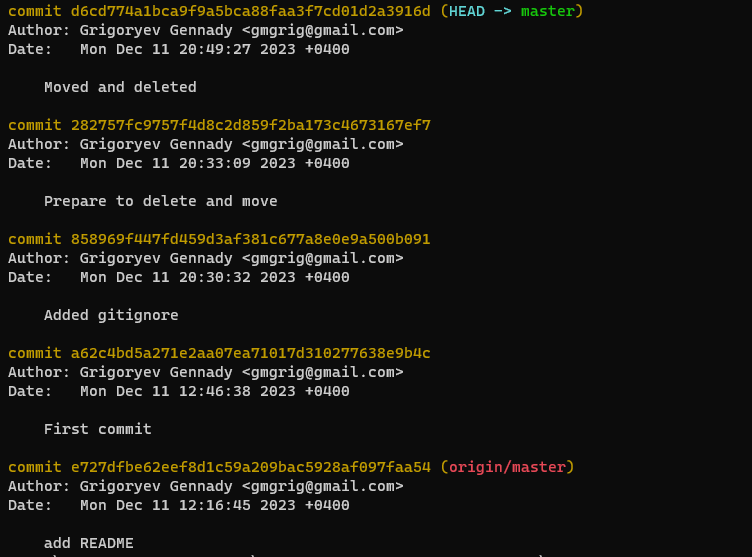 commit d6cd774a1bca9f9a5bca88faa3f7cd01d2a3916d (HEAD -> master)
Author: Grigoryev Gennady <gmgrig@gmail.com>
Date:   Mon Dec 11 20:49:27 2023 +0400
Moved and deleted
commit 282757fc9757f4d8c2d859f2ba173c4673167ef7
Author: Grigoryev Gennady <gmgrig@gmail.com>
Date:   Mon Dec 11 20:33:09 2023 +0400
Prepare to delete and move
commit 858969f447fd459d3af381c677a8e0e9a500b091
Author: Grigoryev Gennady <gmgrig@gmail.com>
Date:   Mon Dec 11 20:30:32 2023 +0400
Added gitignore
commit a62c4bd5a271e2aa07ea71017d310277638e9b4c
Author: Grigoryev Gennady <gmgrig@gmail.com>
Date:   Mon Dec 11 12:46:38 2023 +0400
First commit
commit e727dfbe62eef8d1c59a209bac5928af097faa54 (origin/master)
Author: Grigoryev Gennady <gmgrig@gmail.com>
Date:   Mon Dec 11 12:16:45 2023 +0400
add README